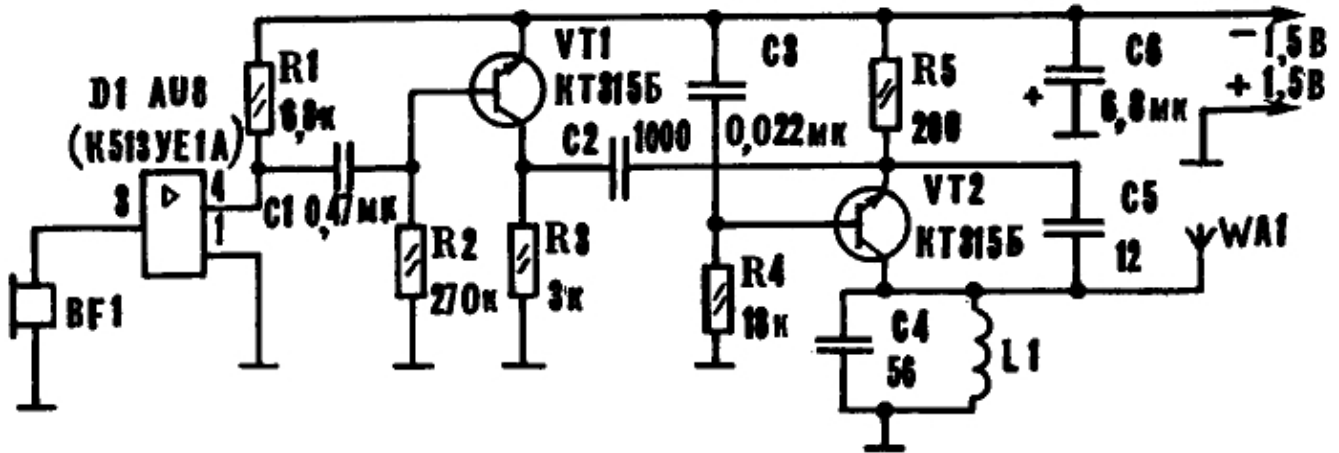 D1 AU8
(К513УЕ1А)
3
4
1
BF1
R1
6,8к
C1 0,47мк
R2
270к
VT1
КТ315Б
R3
3к
C2
1000
C3
0,022мк
R4
18к
R5
200
VT2
КТ315Б
C4
56
L1
C5
12
C6
+
6,8мк
- 1,5В
+ 1,5В
WA1